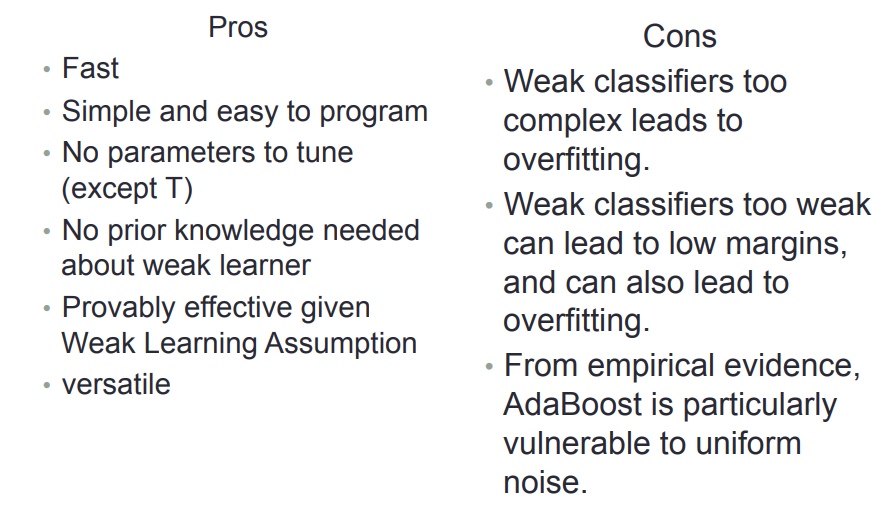 Pros
• Fast
• Simple and easy to program
• No parameters to tune
(except T)
• No prior knowledge needed
about weak learner
• Provably effective given
Weak Learning Assumption
• versatile
Cons
• Weak classifiers too
complex leads to
overfitting.
• Weak classifiers too weak
can lead to low margins,
and can also lead to
overfitting.
• From empirical evidence,
AdaBoost is particularly
vulnerable to uniform
noise.